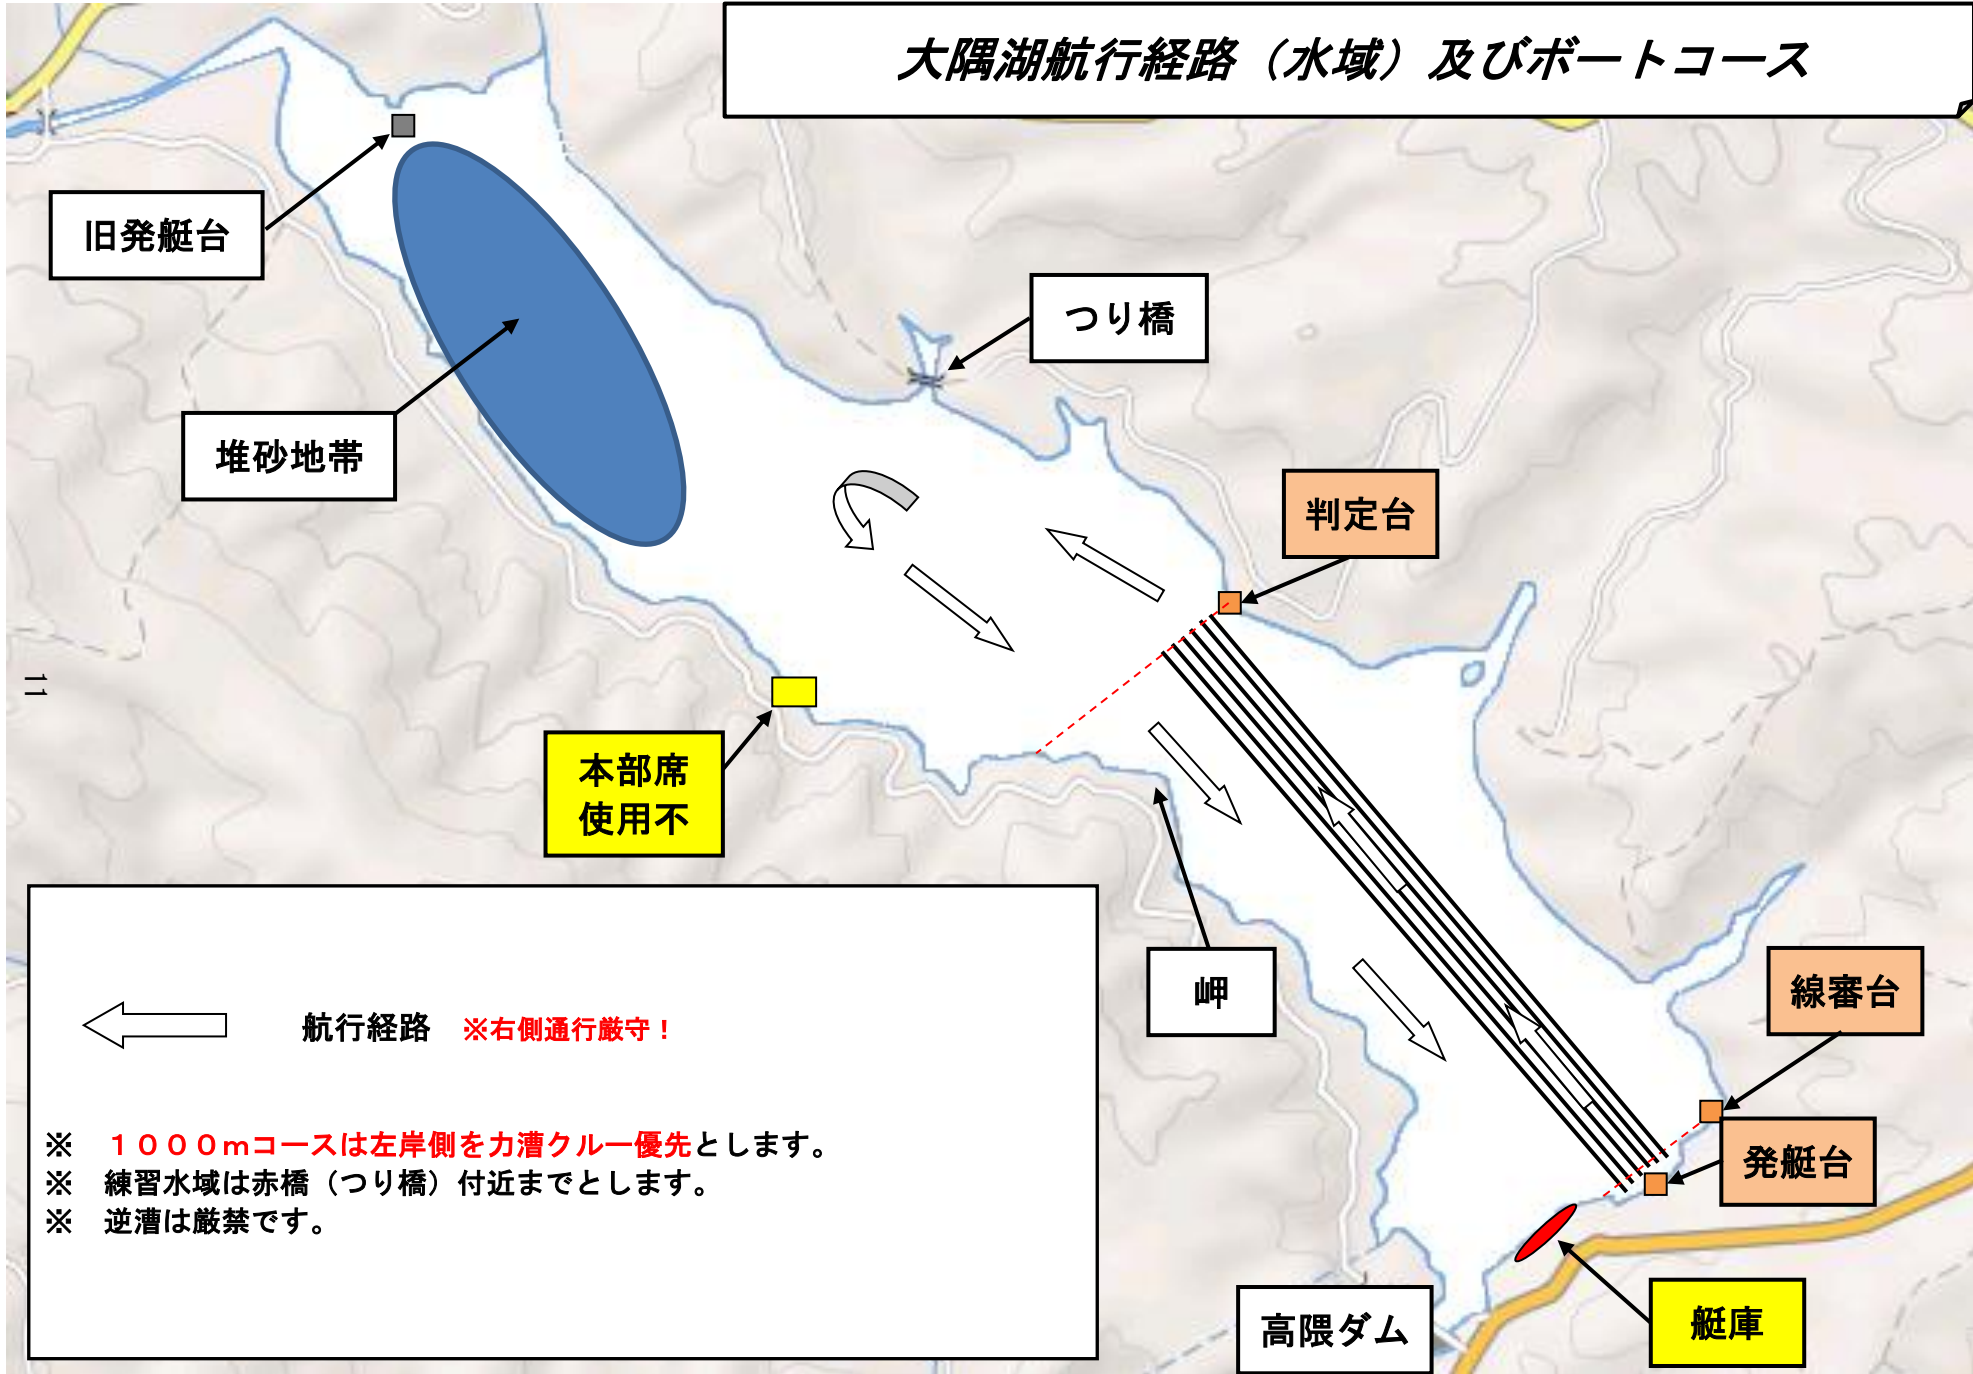 大隅湖航行経路（水域）及びボートコース
旧発艇台
つり橋
堆砂地帯
判定台
11
本部席
使用不
岬
線審台
発艇台
航行経路　※右側通行厳守！
※　１０００ｍコースは左岸側を力漕クルー優先とします。
※　練習水域は赤橋（つり橋）付近までとします。
※　逆漕は厳禁です。
高隈ダム
艇庫